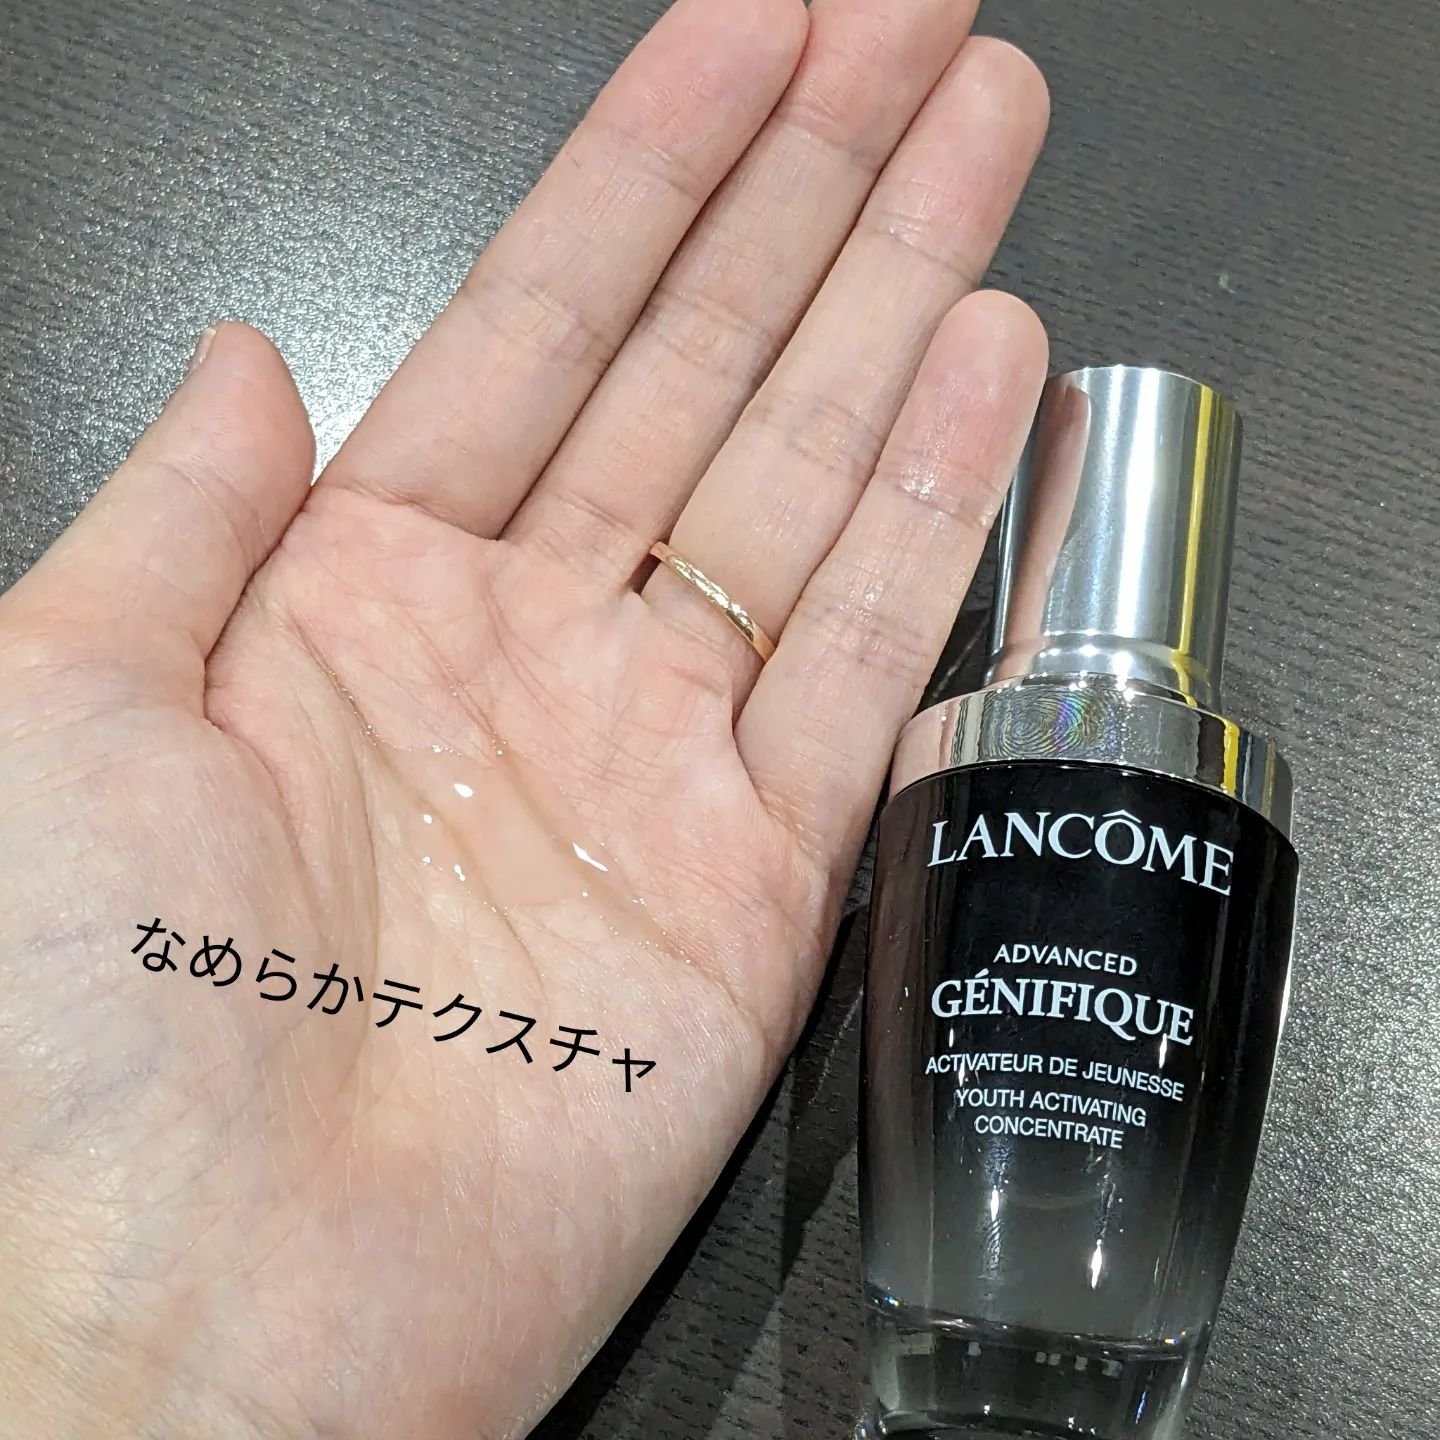 なめらかテクスチャ
LANCÔME
ADVANCED
GÉNIFIQUE
ACTIVATEUR DE JEUNESSE
YOUTH ACTIVATING
CONCENTRATE